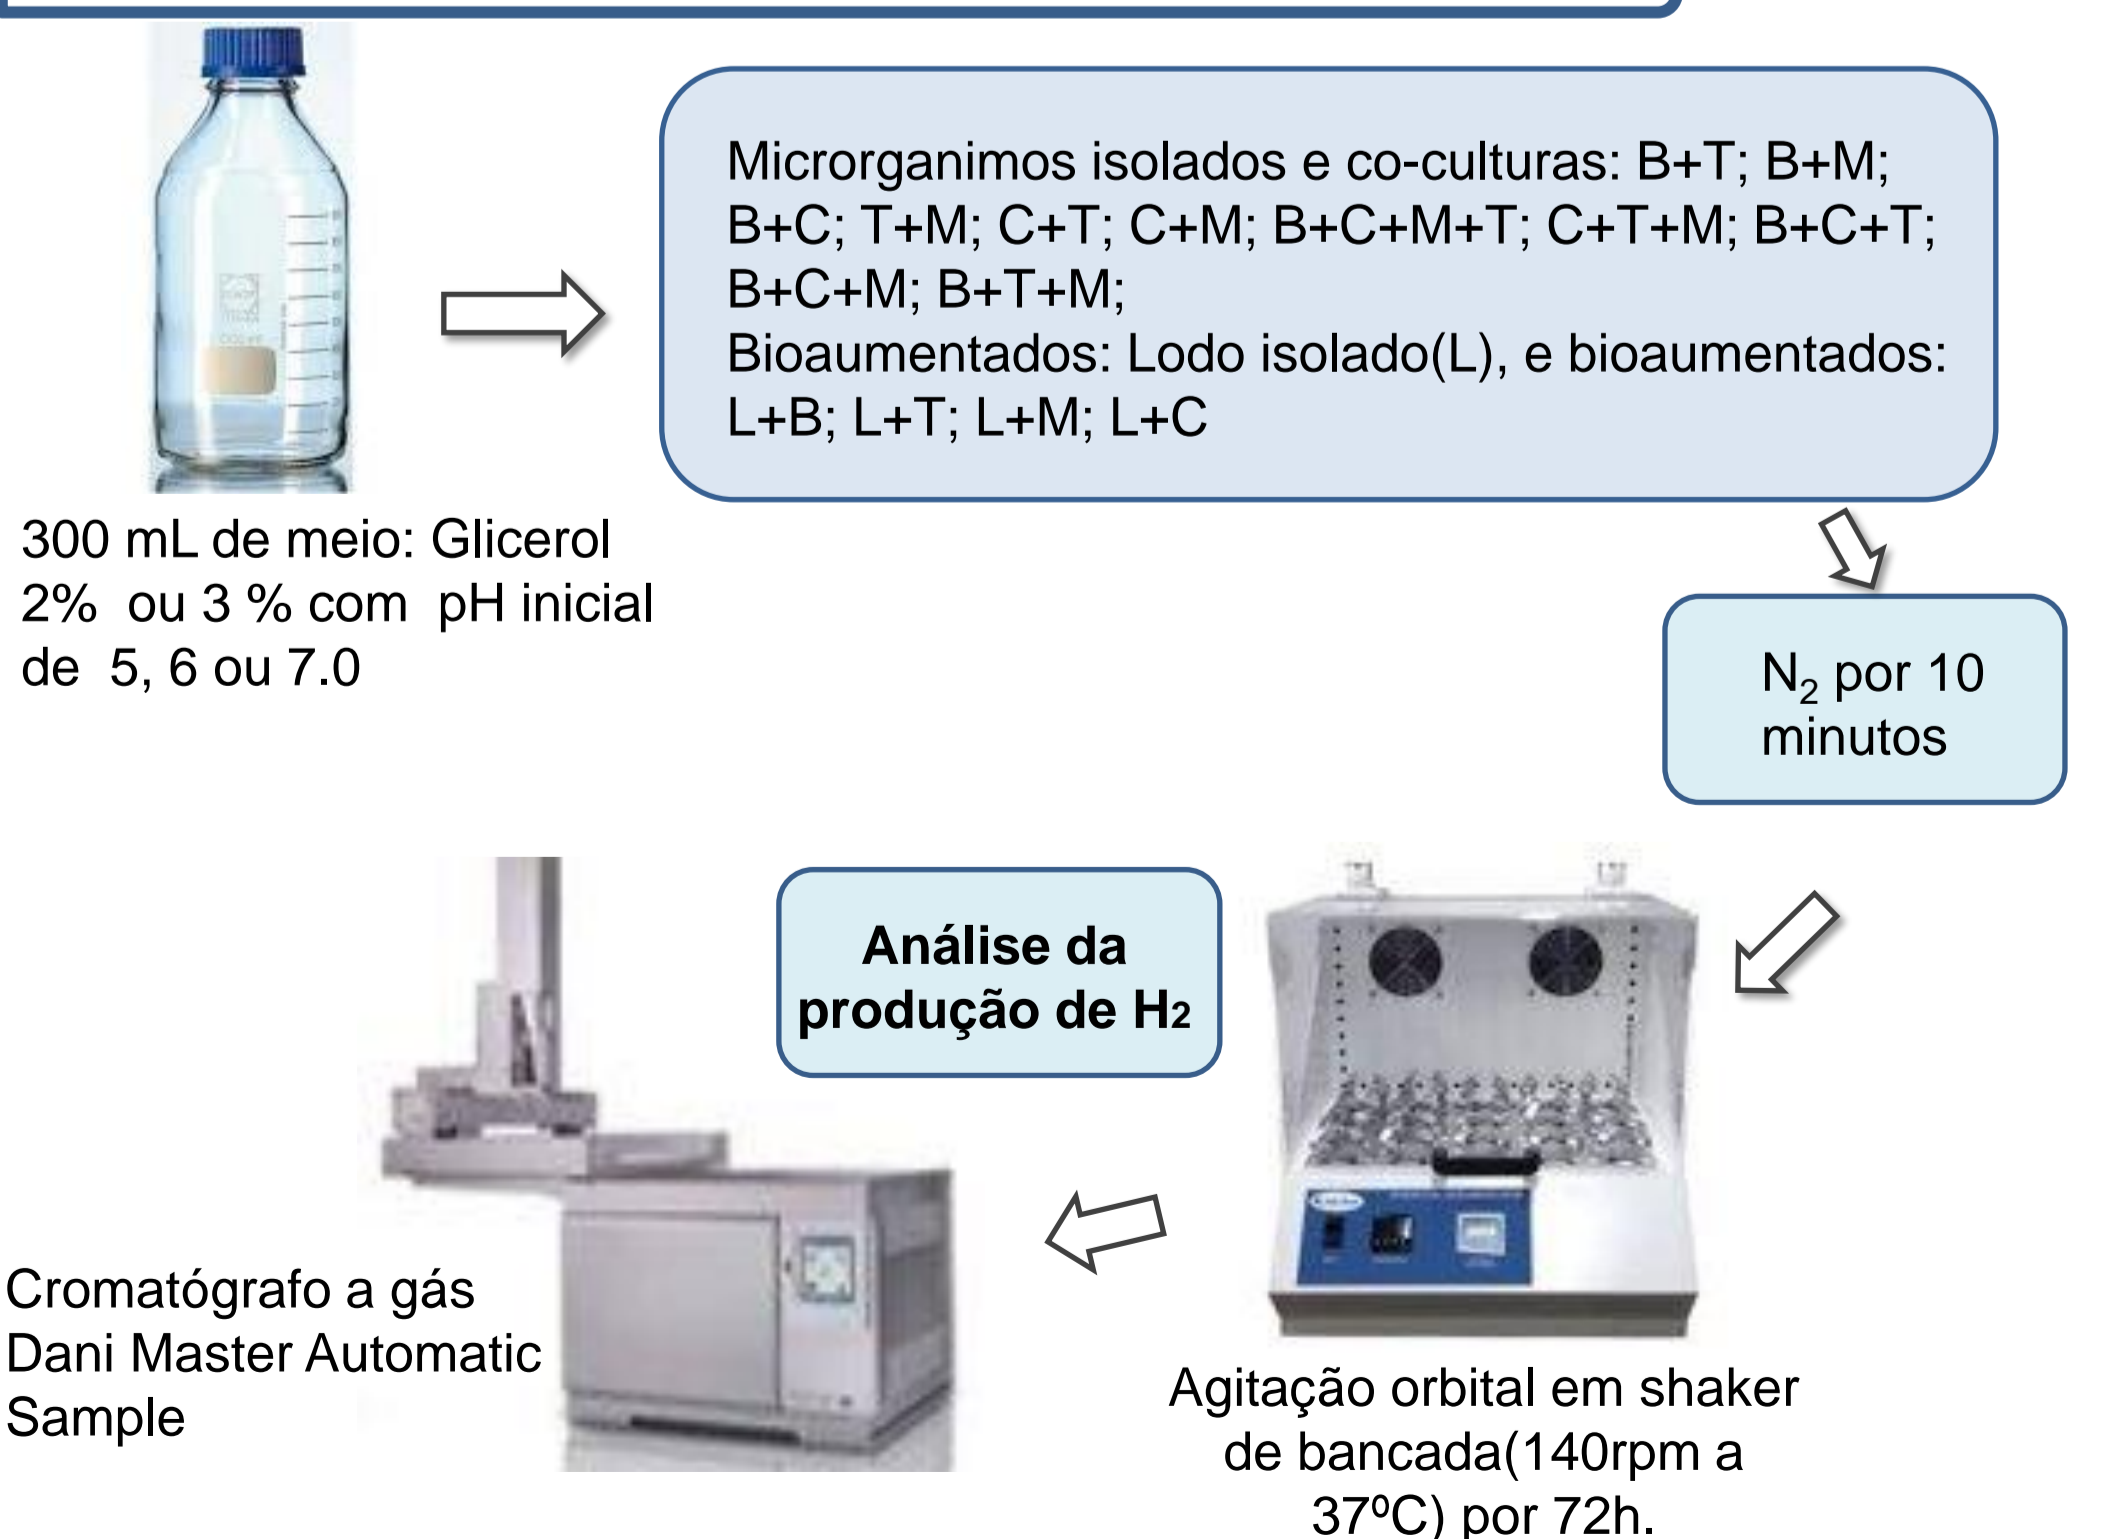 Microrganimos isolados e co-culturas: B+T; B+M;
B+C; T+M; C+T; C+M; B+C+M+T; C+T+M; B+C+T;
B+C+M; B+T+M;
Bioaumentados: Lodo isolado(L), e bioaumentados:
L+B; L+T; L+M; L+C
300 mL de meio: Glicerol
2% ou 3 % com pH inicial
de 5, 6 ou 7.0
N₂ por 10
minutos
Análise da
produção de H2
Cromatógrafo a gás
Dani Master Automatic
Sample
Agitação orbital em shaker
de bancada(140rpm a
37ºC) por 72h.